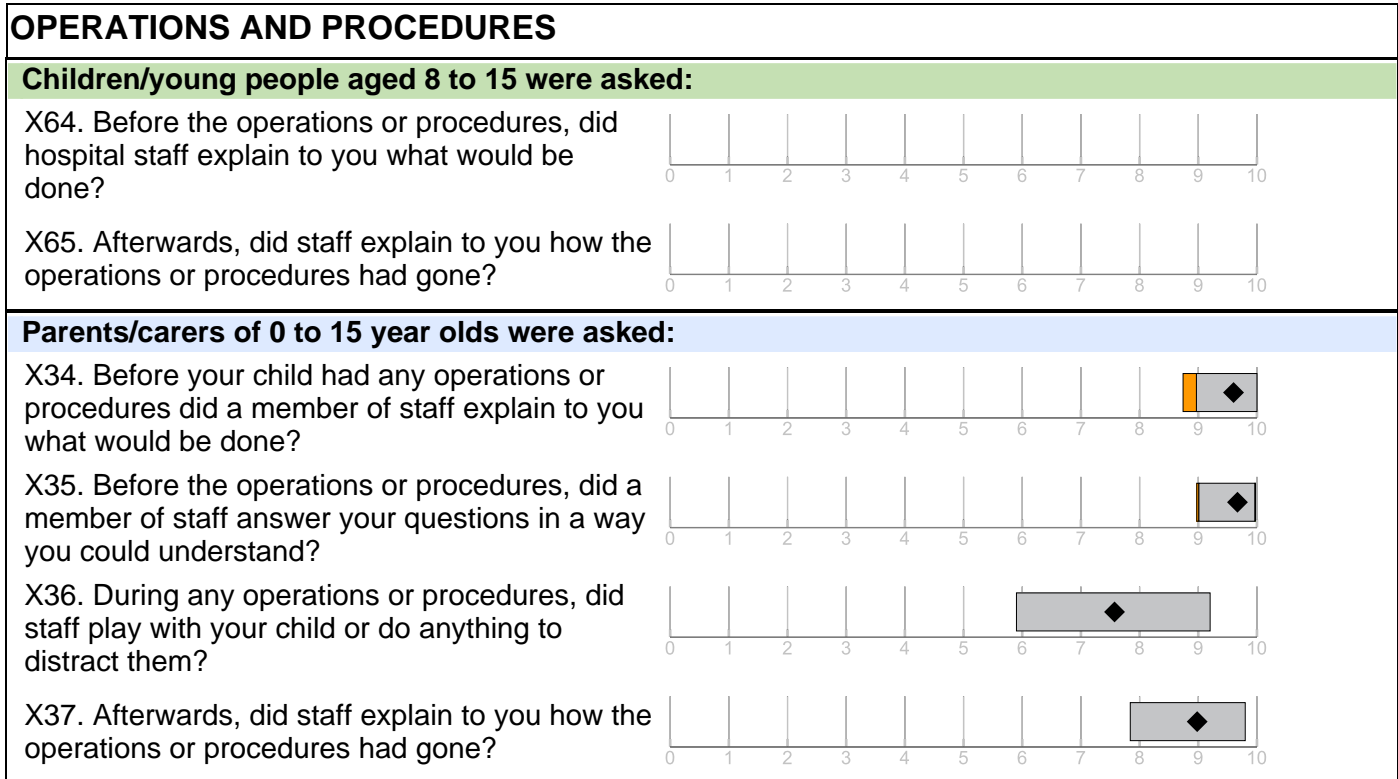 OPERATIONS AND PROCEDURES
Children/young people aged 8 to 15 were asked:
X64. Before the operations or procedures, did
hospital staff explain to you what would be
done?
0 1 2 3 4 5 6 7 8 9 10
X65. Afterwards, did staff explain to you how the
operations or procedures had gone?
0 1 2 3 4 5 6 7 8 9 10
Parents/carers of 0 to 15 year olds were asked:
X34. Before your child had any operations or
procedures did a member of staff explain to you
what would be done?
0 1 2 3 4 5 6 7 8 9 10
X35. Before the operations or procedures, did a
member of staff answer your questions in a way
you could understand?
0 1 2 3 4 5 6 7 8 9 10
X36. During any operations or procedures, did
staff play with your child or do anything to
distract them?
0 1 2 3 4 5 6 7 8 9 10
X37. Afterwards, did staff explain to you how the
operations or procedures had gone?
0 1 2 3 4 5 6 7 8 9 10